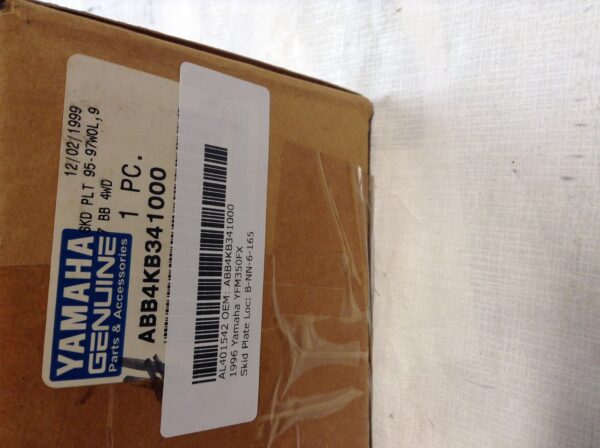 YAMAHA
GENUINE
Parts & Accessories
12/02/1999
SKD PLT 95-97WOL,9
7 BB 4WD
1 PC.
ABB4KB341000
AL401542 OEM: ABB4KB341000
1996 Yamaha YFM350FX
Skid Plate Loc: B-NN-6-165